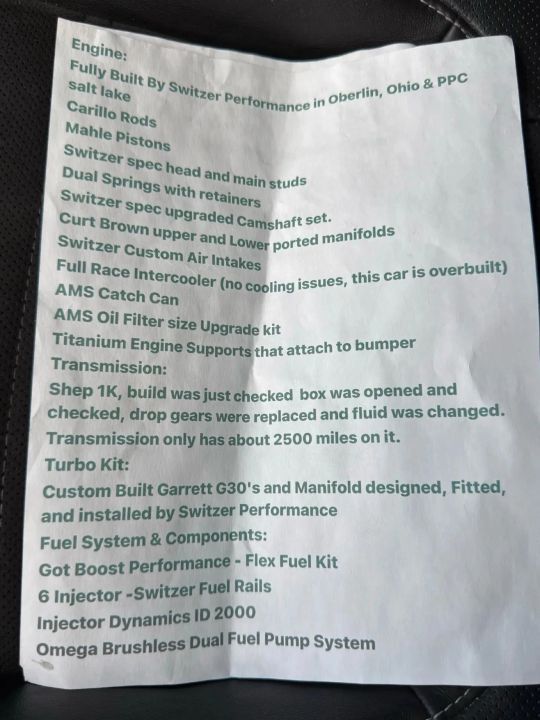 Engine:
Fully Built By Switzer Performance in Oberlin, Ohio & PPC
salt lake
Carillo Rods
Mahle Pistons
Switzer spec head and main studs
Dual Springs with retainers
Switzer spec upgraded Camshaft set.
Curt Brown upper and Lower ported manifolds
Switzer Custom Air Intakes
Full Race Intercooler (no cooling issues, this car is overbuilt)
AMS Catch Can
AMS Oil Filter size Upgrade kit
Titanium Engine Supports that attach to bumper
Transmission:
Shep 1K, build was just checked box was opened and
checked, drop gears were replaced and fluid was changed.
Transmission only has about 2500 miles on it.
Turbo Kit:
Custom Built Garrett G30's and Manifold designed, Fitted,
and installed by Switzer Performance
Fuel System & Components:
Got Boost Performance - Flex Fuel Kit
6 Injector -Switzer Fuel Rails
Injector Dynamics ID 2000
Omega Brushless Dual Fuel Pump System